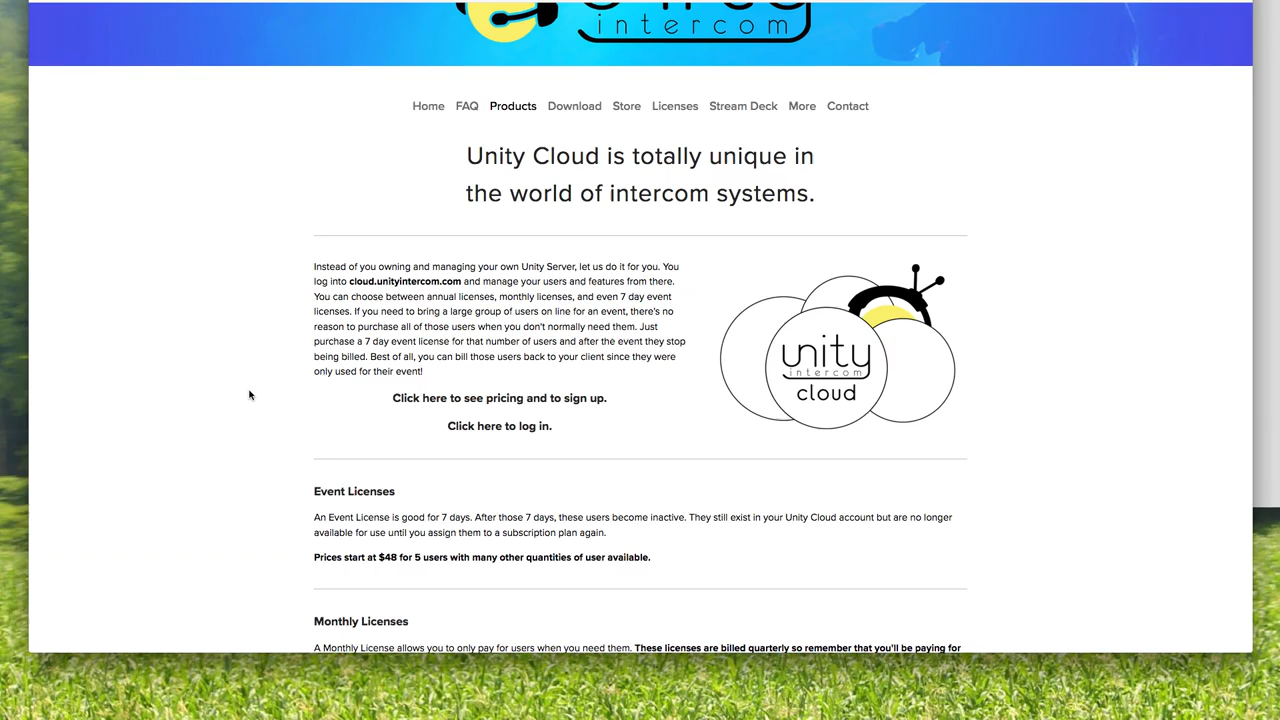 intercom
Home FAQ Products Download Store Licenses Stream Deck More Contact
Unity Cloud is totally unique in
the world of intercom systems.
Instead of you owning and managing your own Unity Server, let us do it for you. You
log into cloud.unityintercom.com and manage your users and features from there.
You can choose between annual licenses, monthly licenses, and even 7 day event
licenses. If you need to bring a large group of users on line for an event, there's no
reason to purchase all of those users when you don't normally need them. Just
purchase a 7 day event license for that number of users and after the event they stop
being billed. Best of all, you can bill those users back to your client since they were
only used for their event!
Click here to see pricing and to sign up.
Click here to log in.
unity
intercom
cloud
Event Licenses
An Event License is good for 7 days. After those 7 days, these users become inactive. They still exist in your Unity Cloud account but are no longer
available for use until you assign them to a subscription plan again.
Prices start at $48 for 5 users with many other quantities of user available.
Monthly Licenses
A Monthly License allows you to only pay for users when you need them. These licenses are billed quarterly so remember that you'll be paying for